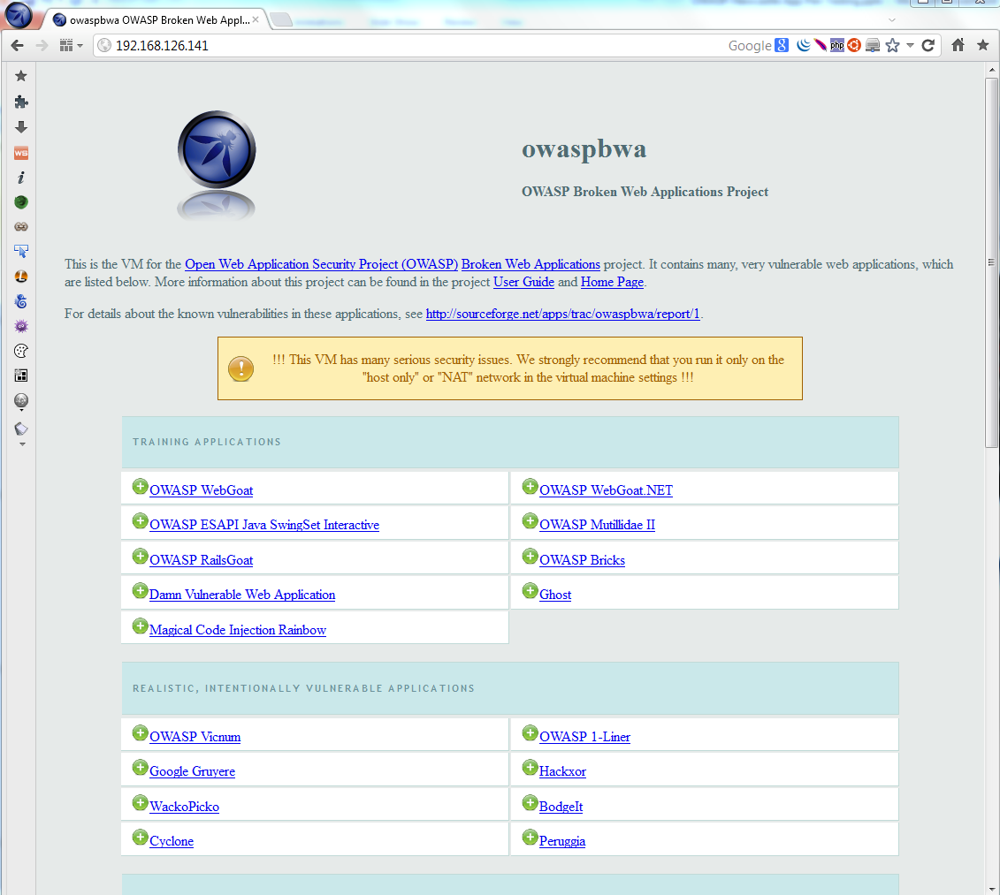 owaspbwa OWASP Broken Web Appl...
192.168.126.141
Google
owaspbwa
OWASP Broken Web Applications Project
This is the VM for the Open Web Application Security Project (OWASP) Broken Web Applications project. It contains many, very vulnerable web applications, which
are listed below. More information about this project can be found in the project User Guide and Home Page.
For details about the known vulnerabilities in these applications, see http://sourceforge.net/apps/trac/owaspbwa/report/1.
!!! This VM has many serious security issues. We strongly recommend that you run it only on the
"host only" or "NAT" network in the virtual machine settings !!!
TRAINING APPLICATIONS
OWASP WebGoat
OWASP WebGoat.NET
OWASP ESAPI Java SwingSet Interactive
OWASP Mutillidae II
OWASP RailsGoat
OWASP Bricks
Damn Vulnerable Web Application
Ghost
Magical Code Injection Rainbow
REALISTIC, INTENTIONALLY VULNERABLE APPLICATIONS
OWASP Vicnum
OWASP 1-Liner
Google Gruyere
Hackxor
WackoPicko
BodgeIt
Cyclone
Peruggia